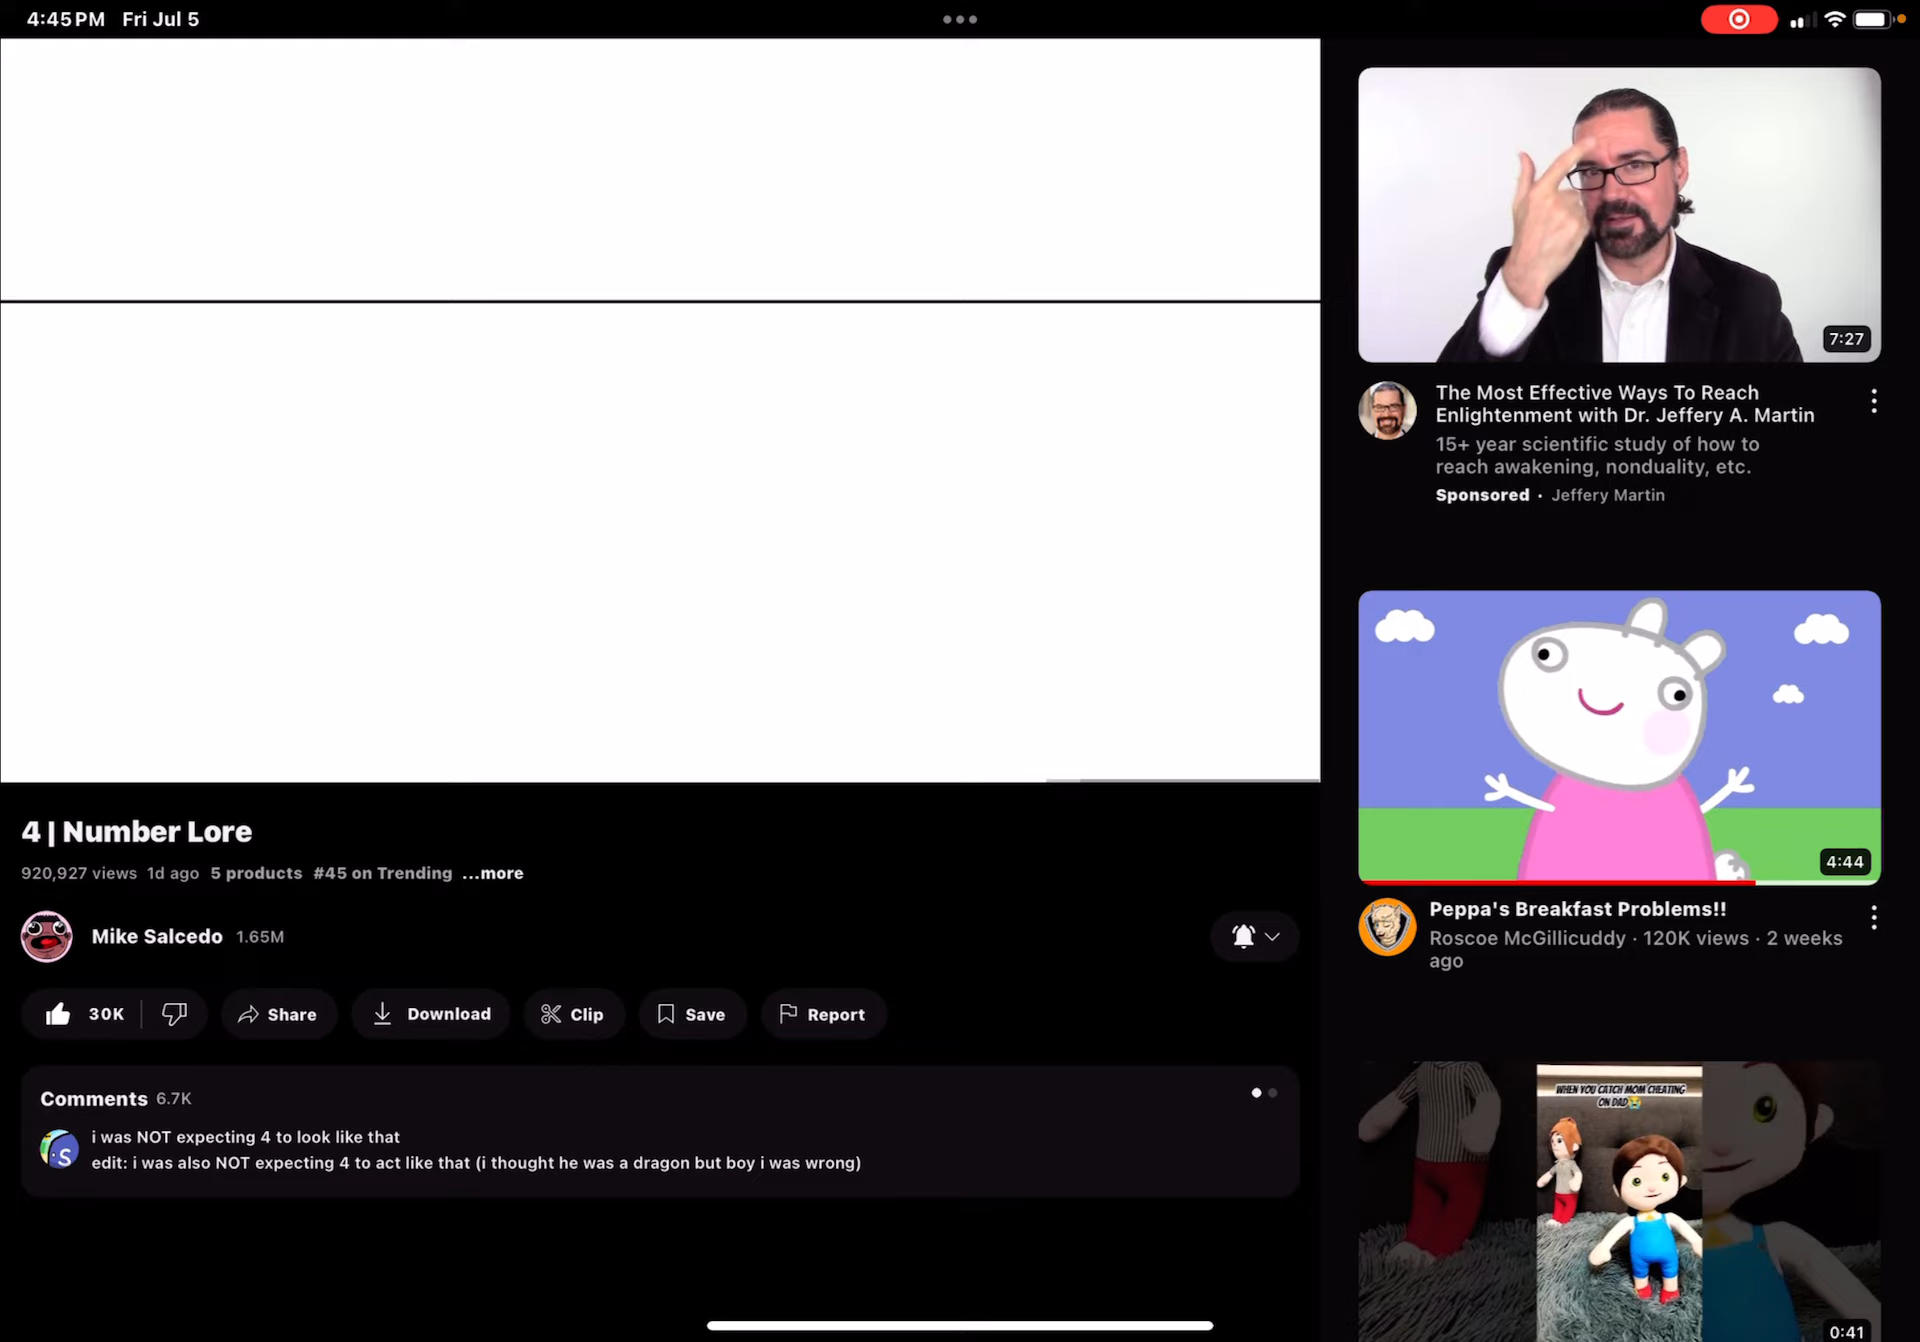 4:45 PM Fri Jul 5
7:27
The Most Effective Ways To Reach
Enlightenment with Dr. Jeffery A. Martin
15+ year scientific study of how to
reach awakening, nonduality, etc.
Sponsored · Jeffery Martin
4:44
Peppa's Breakfast Problems!!
Roscoe McGillicuddy · 120K views · 2 weeks
ago
WHEN YOU CATCH MOM CHEATING
ON DAD😭
0:41
4 | Number Lore
920,927 views 1d ago 5 products #45 on Trending ...more
Mike Salcedo 1.65M
30K Share Download Clip Save Report
Comments 6.7K
S
i was NOT expecting 4 to look like that
edit: i was also NOT expecting 4 to act like that (i thought he was a dragon but boy i was wrong)